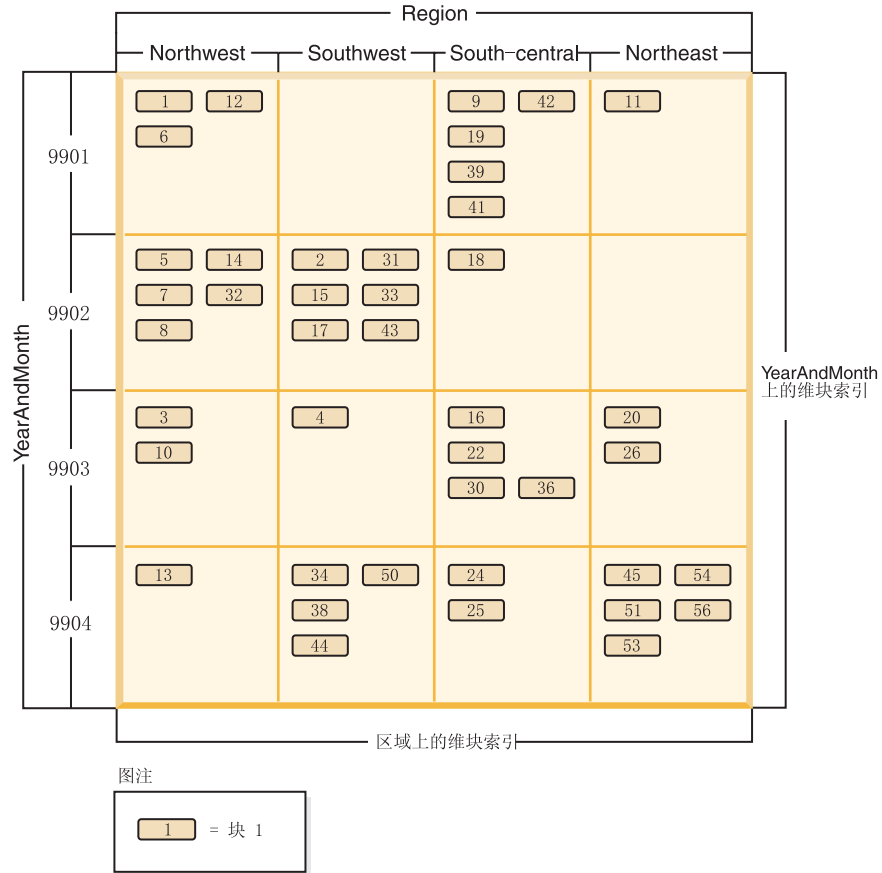 Region
Northwest Southwest South-central Northeast
1 12 9 42 11
6 19
9901
39
41
5 14 2 31 18
7 32 15 33
9902
8 17 43
YearAndMonth
YearAndMonth
上的维块索引
3 4 16 20
10 22 26
9903
30 36
13 34 50 24 45 54
38 25 51 56
9904
44 53
区域上的维块索引
图注
1 = 块 1